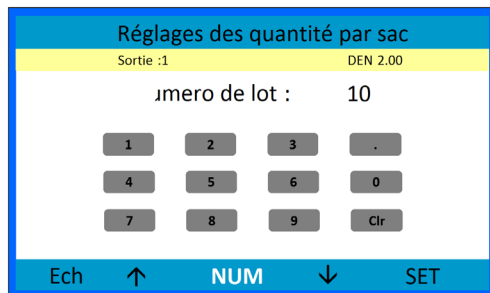 Réglages des quantité par sac
Sortie :1 DEN 2.00
umero de lot : 10
1 2 3 .
4 5 6 0
7 8 9 Clr
Ech ↑ NUM ↓ SET